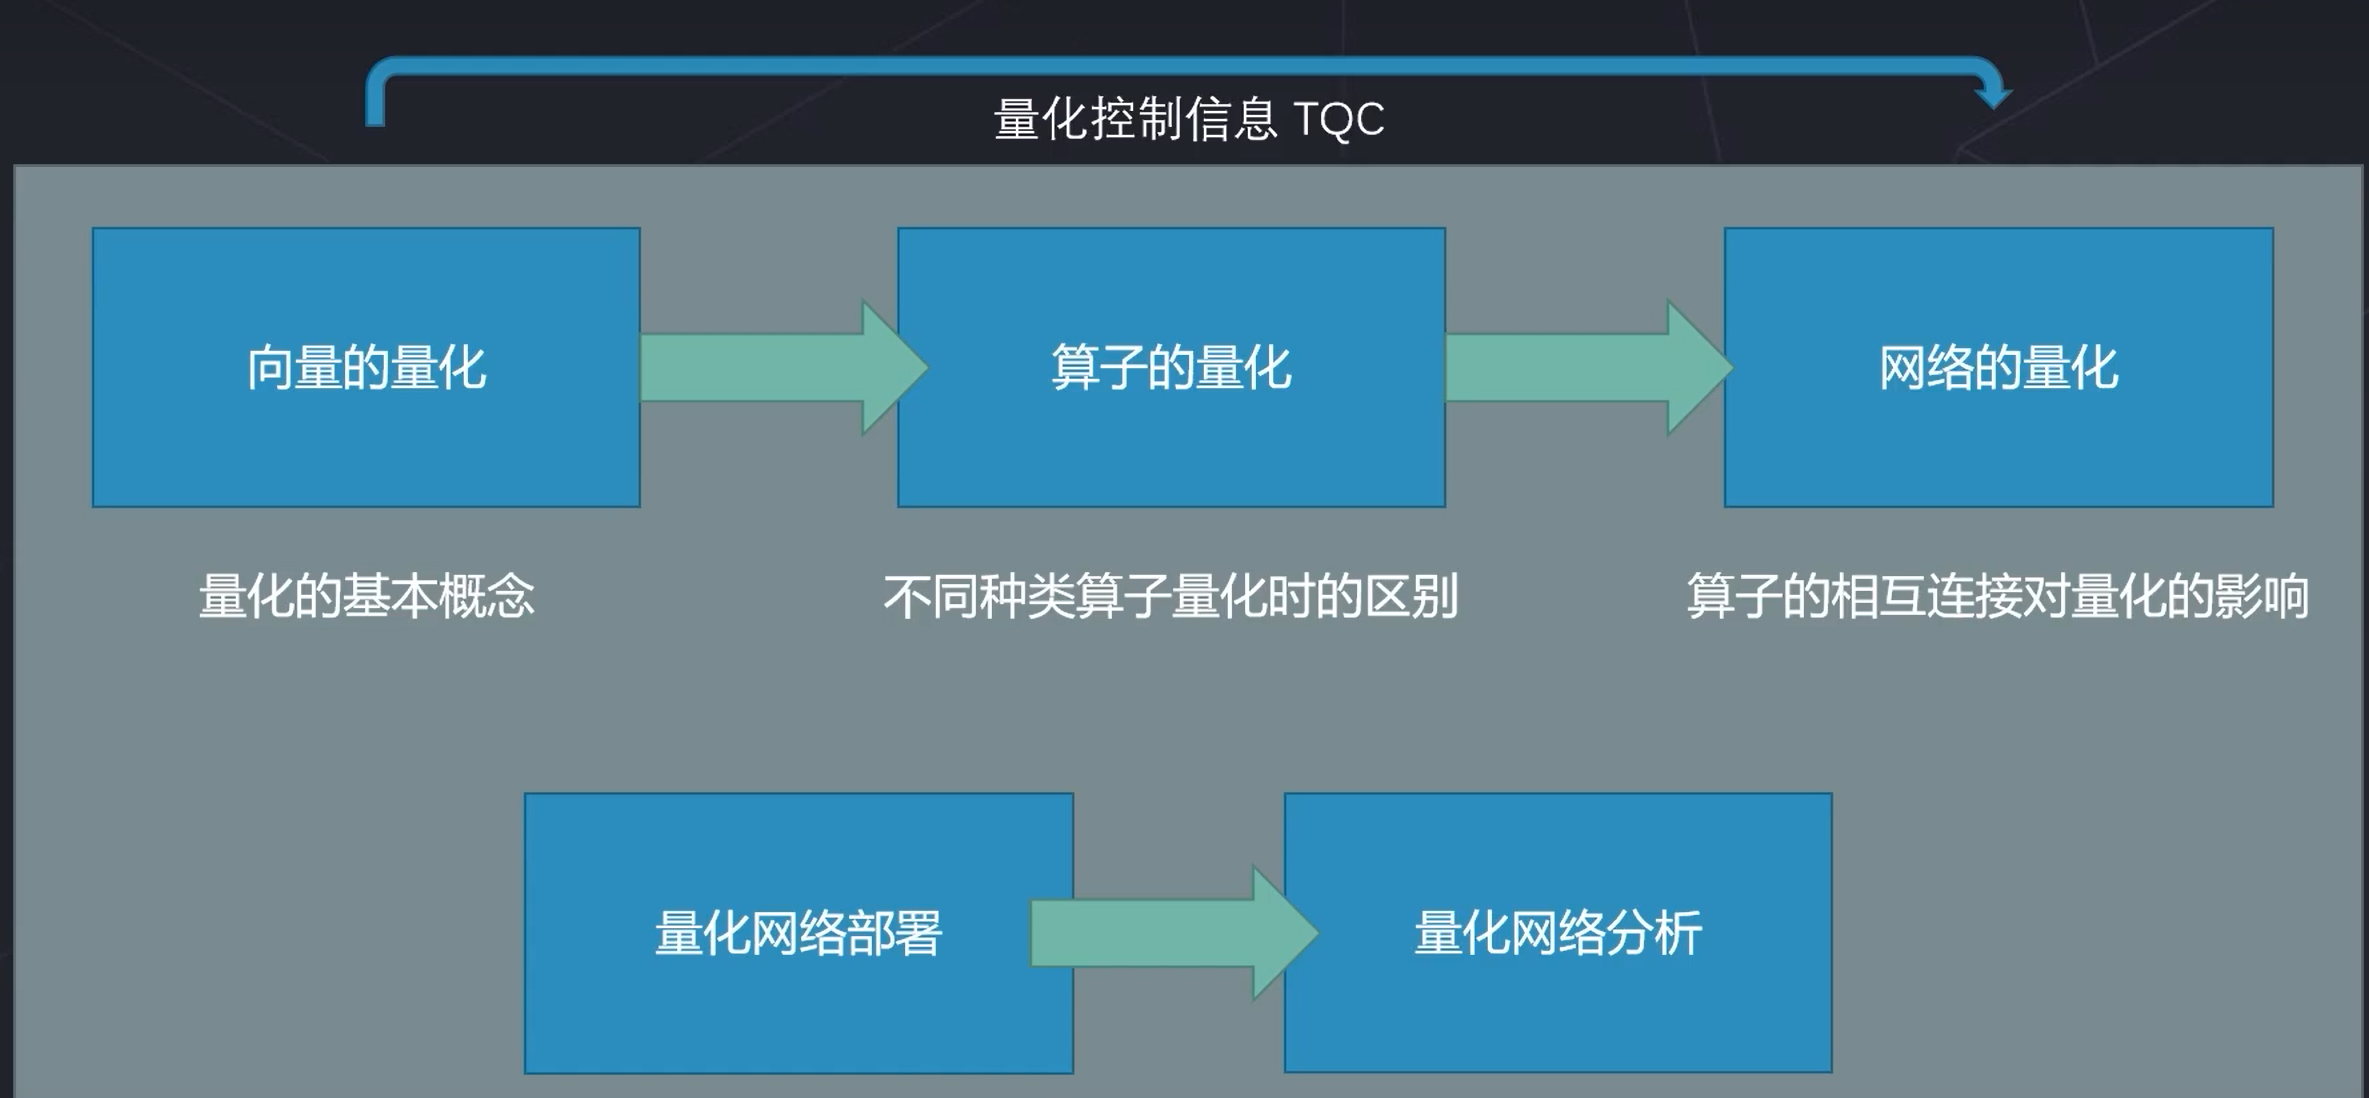 量化控制信息 TQC
向量的量化
算子的量化
网络的量化
量化的基本概念
不同种类算子量化时的区别
算子的相互连接对量化的影响
量化网络部署
量化网络分析